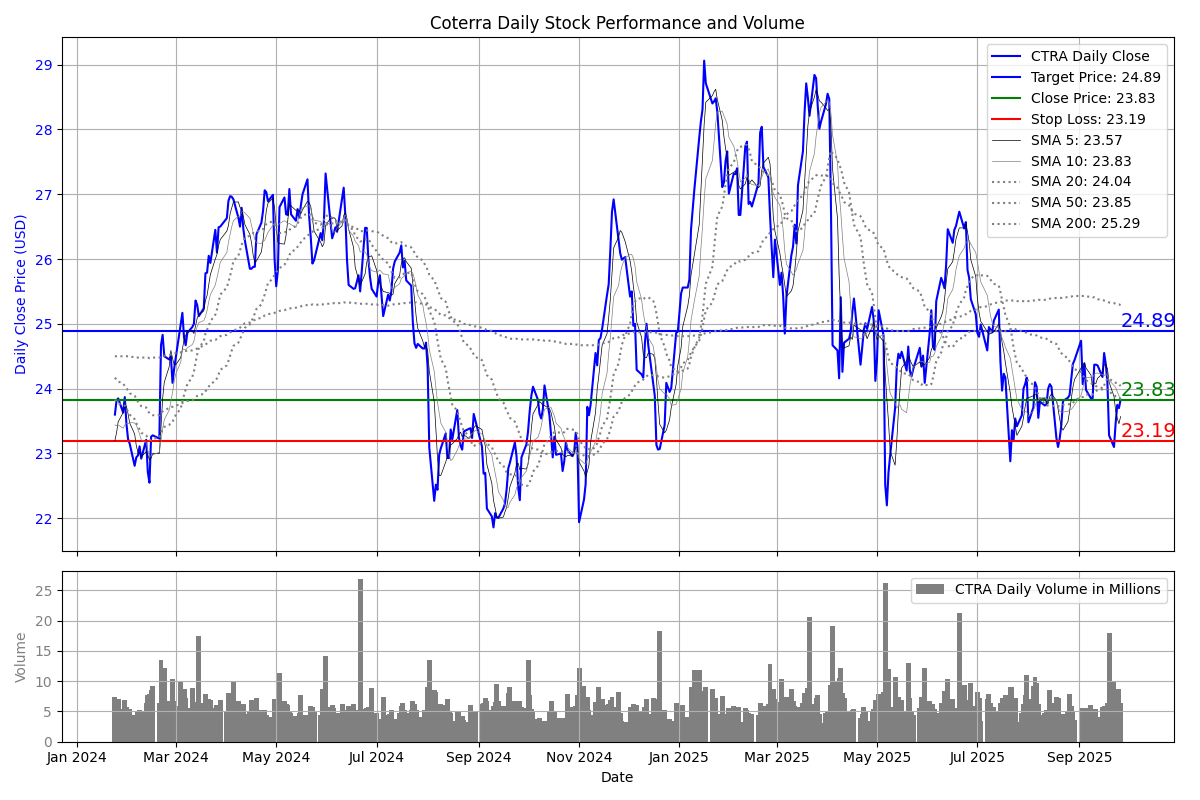 Coterra Daily Stock Performance and Volume
Daily Close Price (USD)
29
28
27
26
25
24
23
22
CTRA Daily Close
Target Price: 24.89
Close Price: 23.83
Stop Loss: 23.19
SMA 5: 23.57
SMA 10: 23.83
SMA 20: 24.04
SMA 50: 23.85
SMA 200: 25.29
24.89
23.83
23.19
Volume
25
20
15
10
5
0
CTRA Daily Volume in Millions
Jan 2024 Mar 2024 May 2024 Jul 2024 Sep 2024 Nov 2024 Jan 2025 Mar 2025 May 2025 Jul 2025 Sep 2025
Date